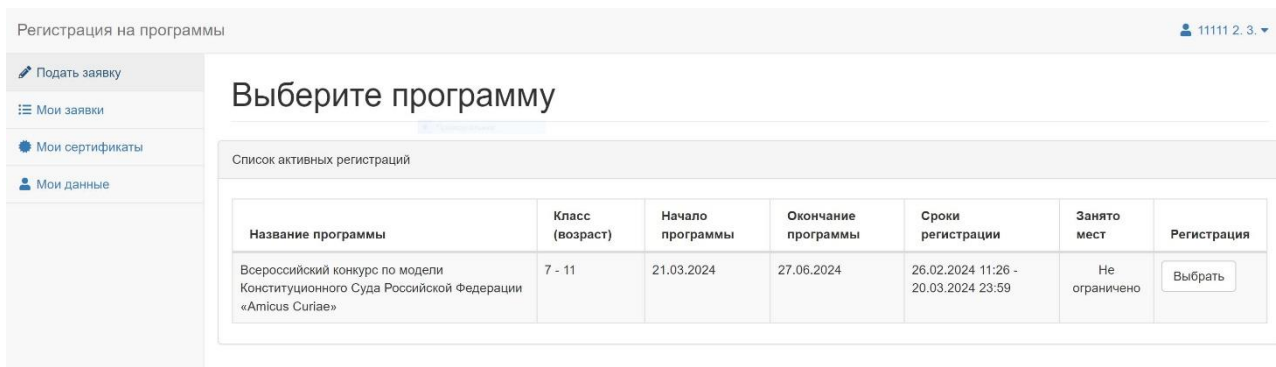 Регистрация на программы
11111 2. 3.
Подать заявку
Мои заявки
Мои сертификаты
Мои данные
Выберите программу
Список активных регистраций
Название программы
Класс
(возраст)
Начало
программы
Окончание
программы
Сроки
регистрации
Занято
мест
Регистрация
Всероссийский конкурс по модели
Конституционного Суда Российской Федерации
«Amicus Curiae»
7 - 11
21.03.2024
27.06.2024
26.02.2024 11:26 -
20.03.2024 23:59
Не
ограничено
Выбрать